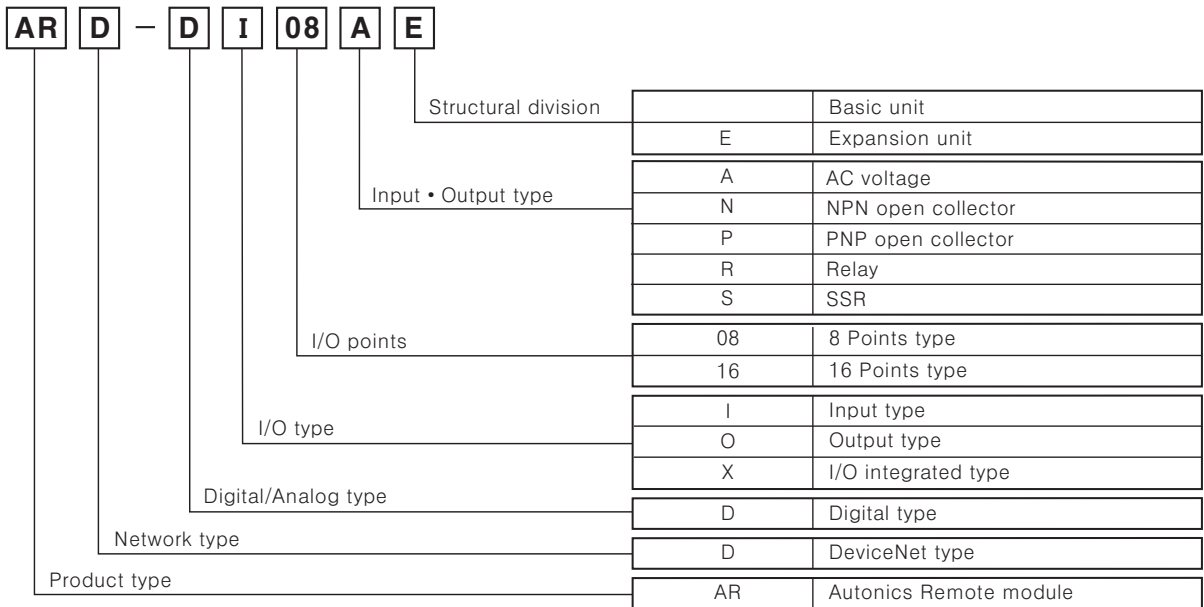 AR D – D I 08 A E
Structural division
Basic unit
E Expansion unit
Input • Output type
A AC voltage
N NPN open collector
P PNP open collector
R Relay
S SSR
I/O points
08 8 Points type
16 16 Points type
I/O type
I Input type
O Output type
X I/O integrated type
Digital/Analog type
D Digital type
Network type
D DeviceNet type
Product type
AR Autonics Remote module